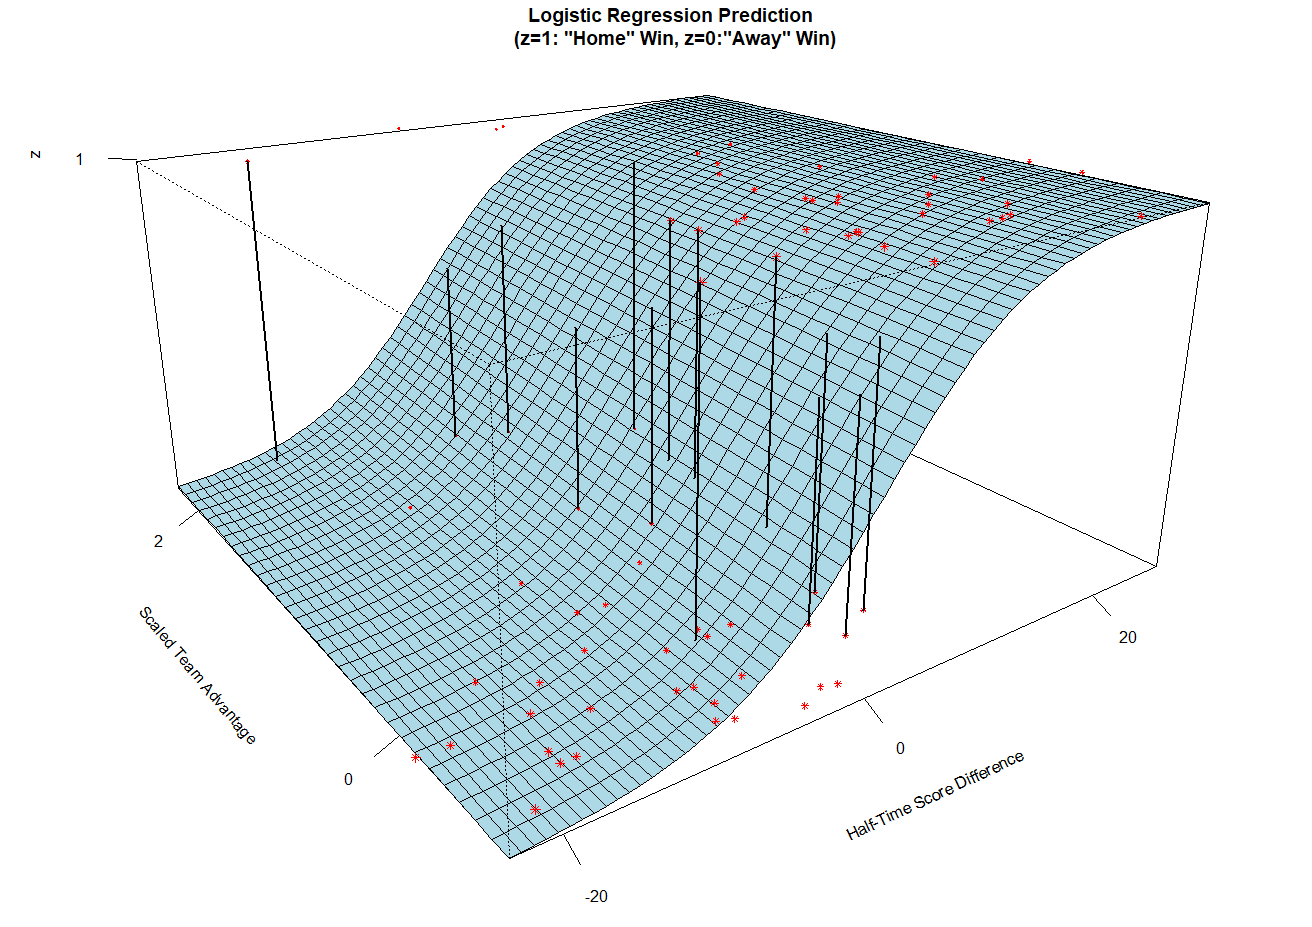 Logistic Regression Prediction
(z=1: "Home" Win, z=0:"Away" Win)
z
1
2
0
Scaled Team Advantage
-20
0
20
Half-Time Score Difference